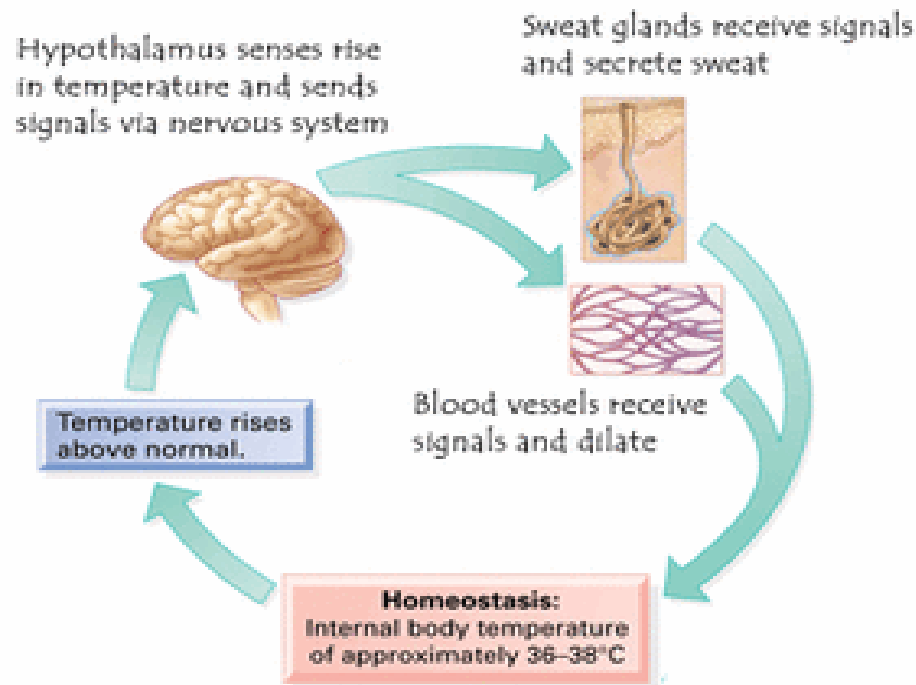 Hypothalamus senses rise
in temperature and sends
signals via nervous system
Sweat glands receive signals
and secrete sweat
Blood vessels receive
signals and dilate
Temperature rises
above normal.
Homeostasis:
Internal body temperature
of approximately 36–38°C